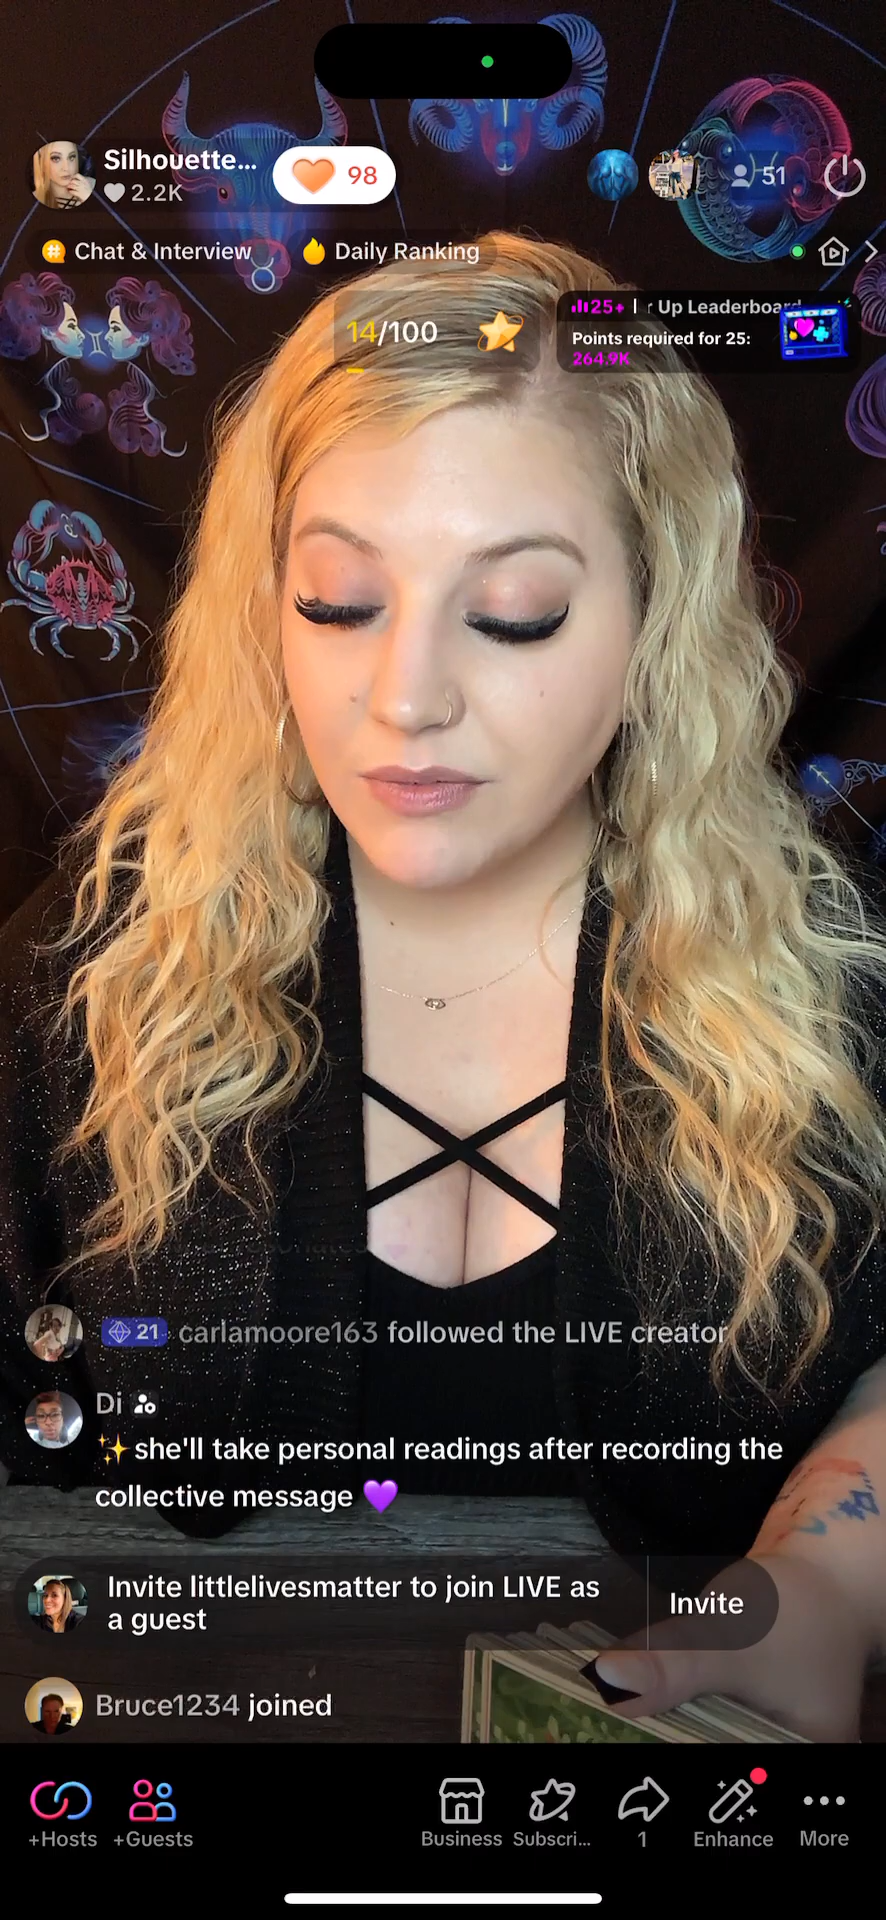 Silhouette...
98
2.2K
51
Chat & Interview
Daily Ranking
14/100
25+
Up Leaderboard
Points required for 25:
264.9K
21 carlamoore163 followed the LIVE creator
Di
✨she'll take personal readings after recording the
collective message 💜
Invite littlelivesmatter to join LIVE as
a guest
Invite
Bruce1234 joined
+Hosts
+Guests
Business
Subscri...
1
Enhance
More